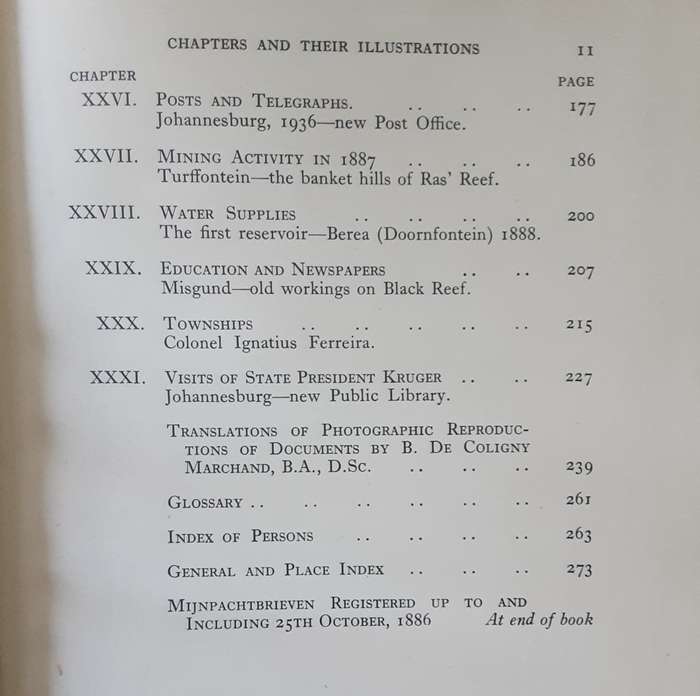 CHAPTERS AND THEIR ILLUSTRATIONS 11
CHAPTER PAGE
XXVI. POSTS AND TELEGRAPHS. .. .. .. 177
Johannesburg, 1936—new Post Office.
XXVII. MINING ACTIVITY IN 1887 .. .. .. 186
Turffontein—the banket hills of Ras' Reef.
XXVIII. WATER SUPPLIES .. .. .. .. 200
The first reservoir—Berea (Doornfontein) 1888.
XXIX. EDUCATION AND NEWSPAPERS .. .. 207
Misgund—old workings on Black Reef.
XXX. TOWNSHIPS .. .. .. .. .. 215
Colonel Ignatius Ferreira.
XXXI. VISITS OF STATE PRESIDENT KRUGER .. .. 227
Johannesburg—new Public Library.
TRANSLATIONS OF PHOTOGRAPHIC REPRODUC-
TIONS OF DOCUMENTS BY B. DE COLIGNY
MARCHAND, B.A., D.SC. .. .. .. 239
GLOSSARY .. .. .. .. .. .. 261
INDEX OF PERSONS .. .. .. .. 263
GENERAL AND PLACE INDEX .. .. .. 273
MIJNPACHTBRIEVEN REGISTERED UP TO AND
INCLUDING 25TH OCTOBER, 1886 At end of book